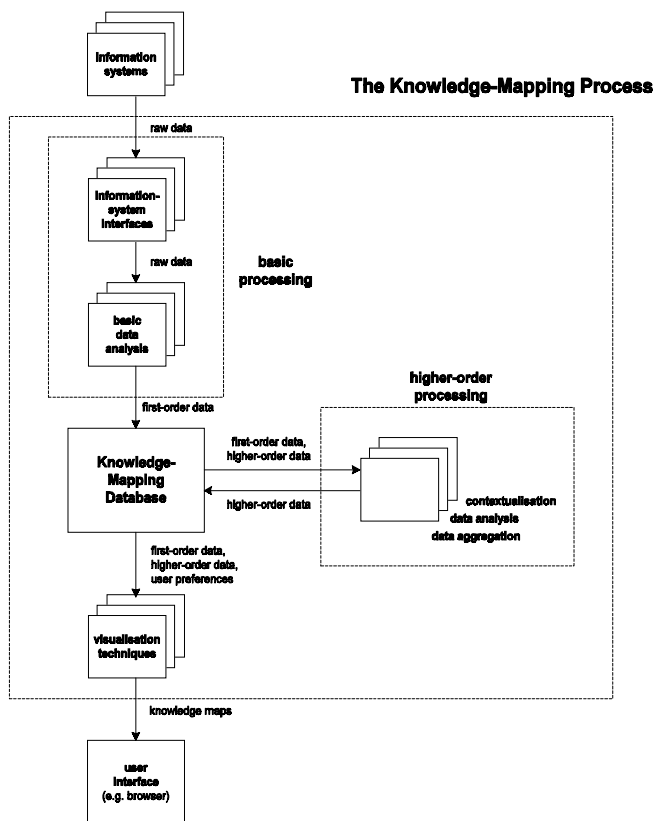 information
systems
The Knowledge-Mapping Process
raw data
information-
system
interfaces
raw data
basic
processing
basic
data
analysis
higher-order
processing
first-order data
first-order data,
higher-order data
Knowledge-
Mapping
Database
higher-order data
contextualisation
data analysis
data aggregation
first-order data,
higher-order data,
user preferences
visualisation
techniques
knowledge maps
user
interface
(e.g. browser)